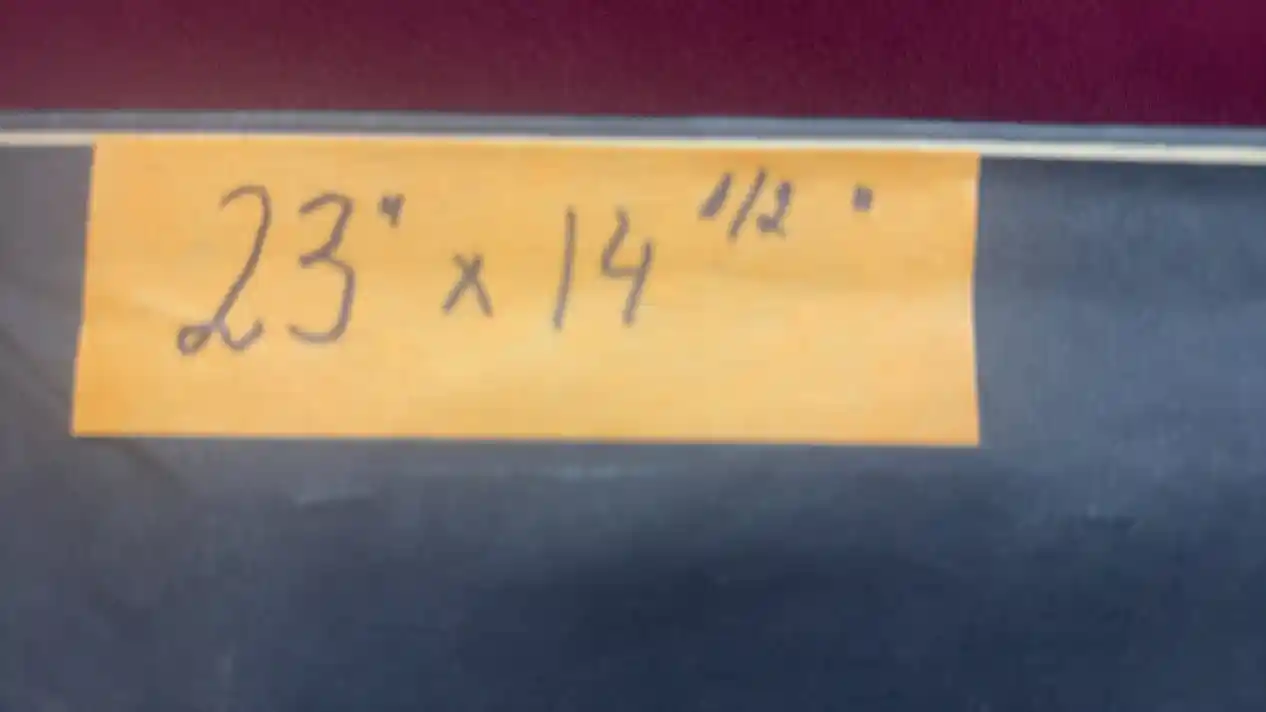 23" x 14 1/2 "